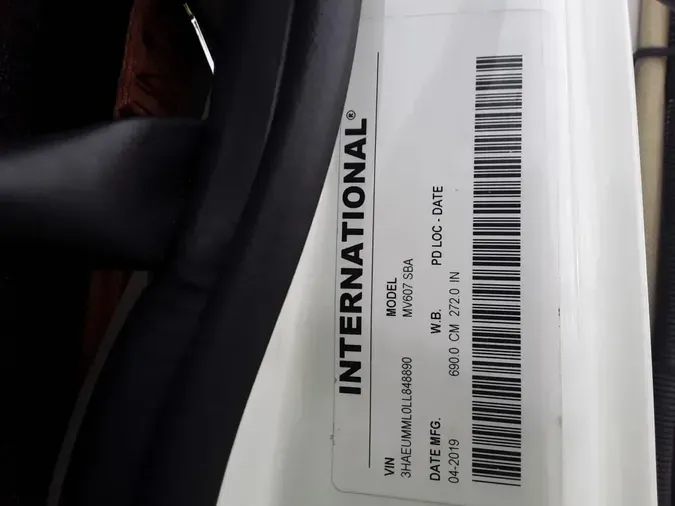 INTERNATIONAL®
VIN MODEL
3HAEUMML0LL848890 MV607 SBA
DATE MFG. W.B. PD LOC - DATE
04-2019 690.0 CM 272.0 IN